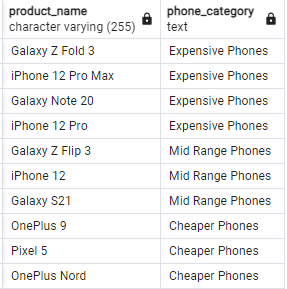 product_name phone_category
character varying (255) text
Galaxy Z Fold 3 Expensive Phones
iPhone 12 Pro Max Expensive Phones
Galaxy Note 20 Expensive Phones
iPhone 12 Pro Expensive Phones
Galaxy Z Flip 3 Mid Range Phones
iPhone 12 Mid Range Phones
Galaxy S21 Mid Range Phones
OnePlus 9 Cheaper Phones
Pixel 5 Cheaper Phones
OnePlus Nord Cheaper Phones